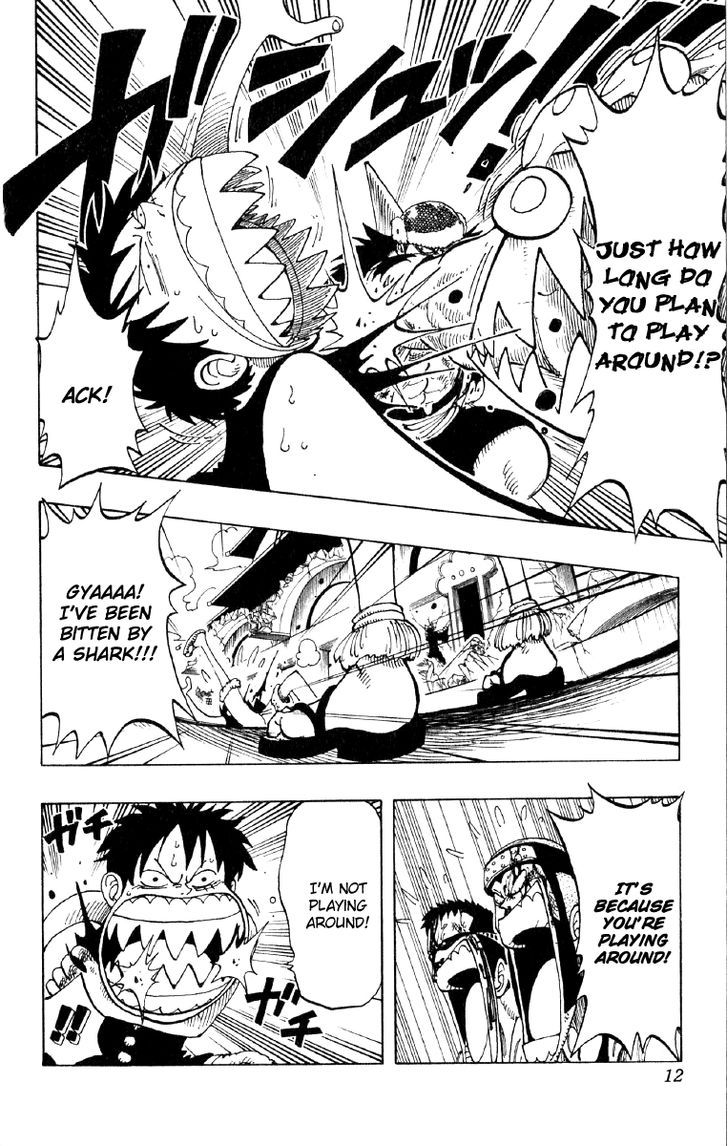 ガシュッ!!!
JUST HOW
LONG DO
YOU PLAN
TO PLAY
AROUND!?
ACK!
GYAAAA!
I'VE BEEN
BITTEN BY
A SHARK!!!
IT'S
BECAUSE
YOU'RE
PLAYING
AROUND!
I'M NOT
PLAYING
AROUND!
ガチ
ガチ
!!
12